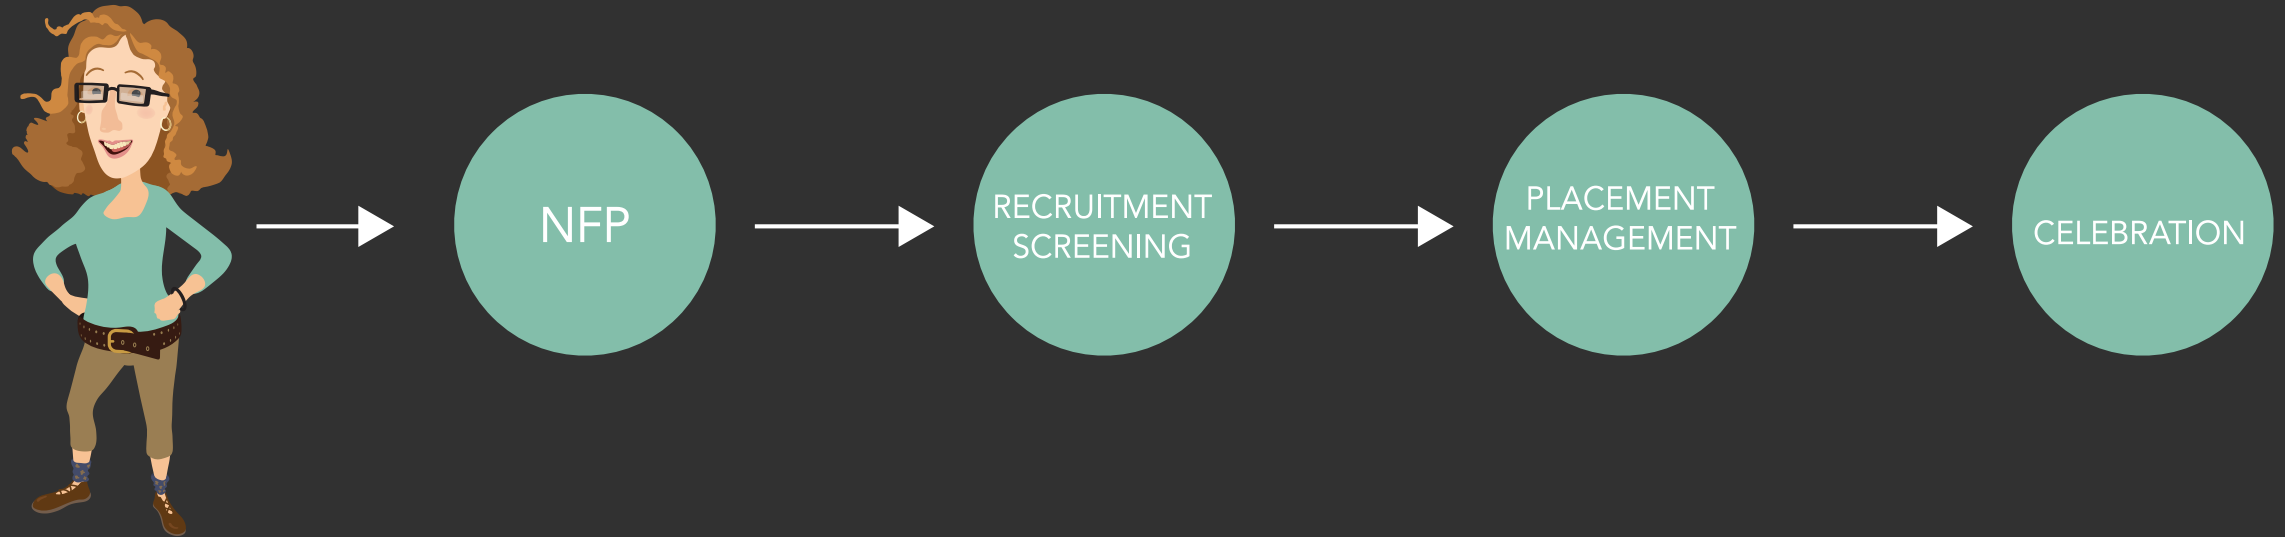 NFP
RECRUITMENT
SCREENING
PLACEMENT
MANAGEMENT
CELEBRATION